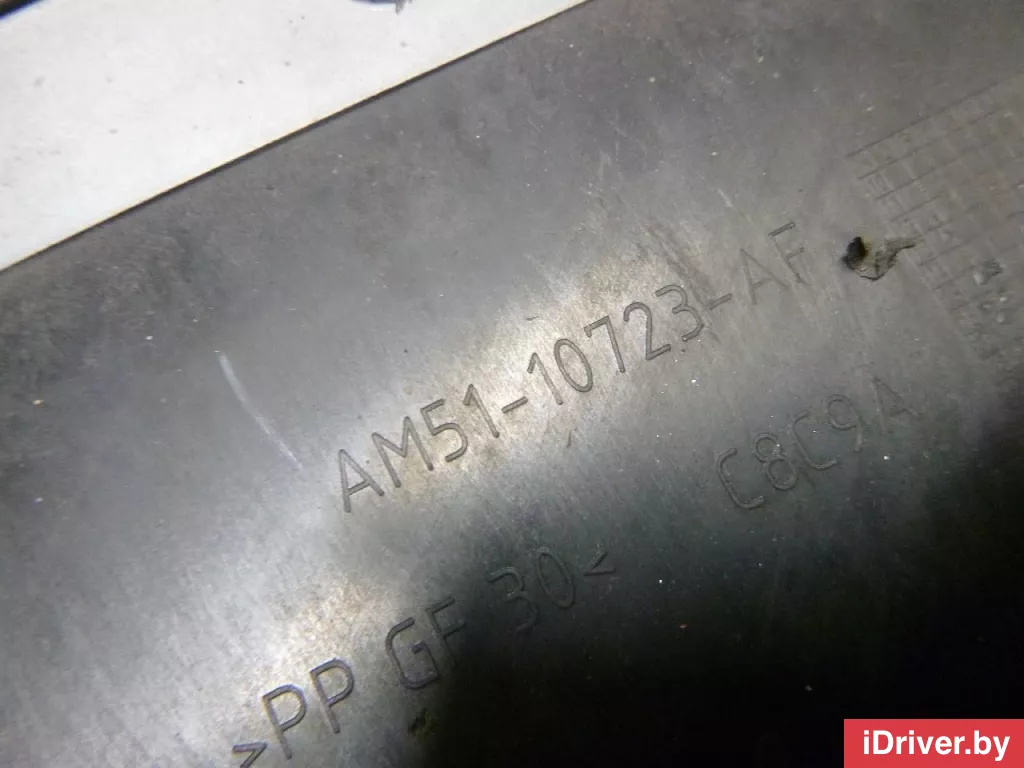 AM51-10723-AF
C8C9A
>PP GF 30<
iDriver.by